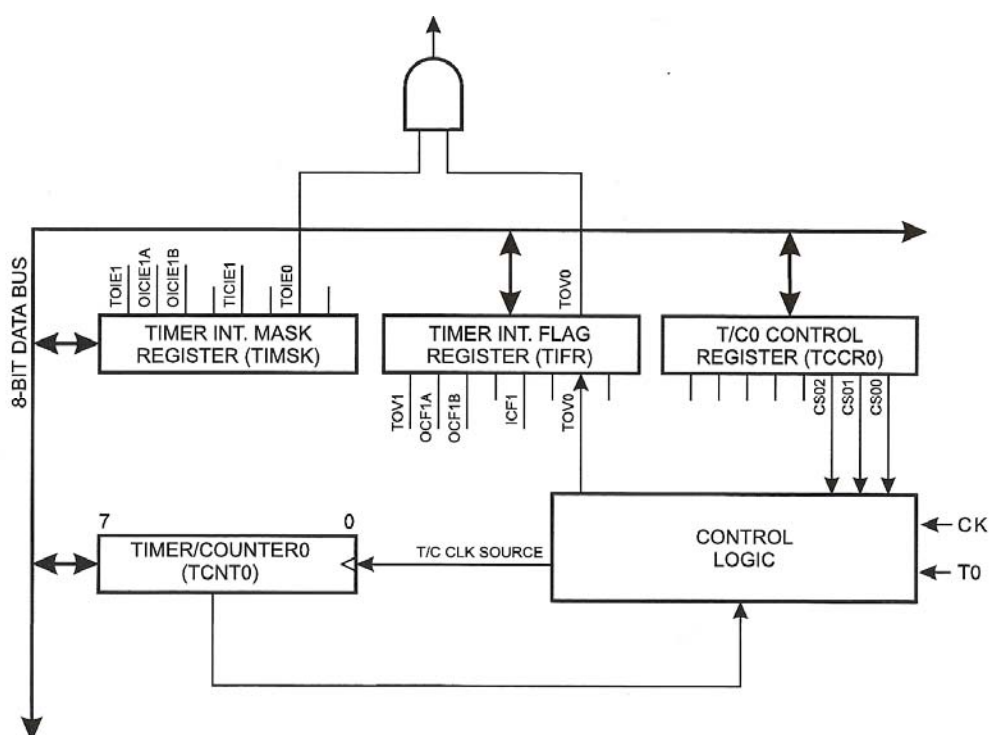 8-BIT DATA BUS
TOIE1
OICIE1A
OICIE1B
TICIE1
TOIE0
TOV0
TIMER INT. MASK
REGISTER (TIMSK)
TIMER INT. FLAG
REGISTER (TIFR)
T/C0 CONTROL
REGISTER (TCCR0)
TOV1
OCF1A
OCF1B
ICF1
TOV0
CS02
CS01
CS00
7
0
TIMER/COUNTER0
(TCNT0)
T/C CLK SOURCE
CONTROL
LOGIC
CK
T0